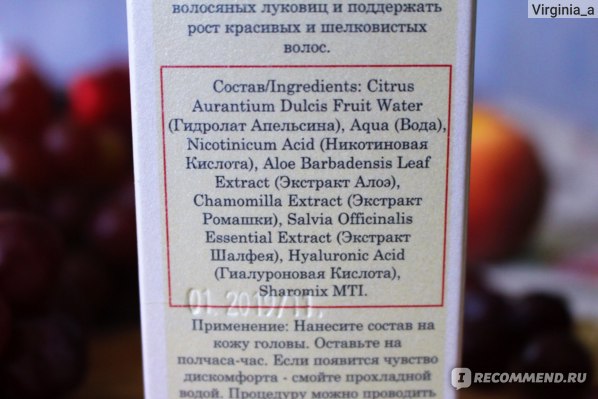 Virginia_a
волосяных луковиц и поддержать
рост красивых и шелковистых
волос.
Состав/Ingredients: Citrus
Aurantium Dulcis Fruit Water
(Гидролат Апельсина), Aqua (Вода),
Nicotinicum Acid (Никотиновая
Кислота), Aloe Barbadensis Leaf
Extract (Экстракт Алоэ),
Chamomilla Extract (Экстракт
Ромашки), Salvia Officinalis
Essential Extract (Экстракт
Шалфея), Hyaluronic Acid
(Гиалуроновая Кислота),
Sharomix MTI.
Применение: Нанесите состав на
кожу головы. Оставьте на
полчаса-час. Если появится чувство
дискомфорта - смойте прохладной
водой. Процедуру можно проводить
IRECOMMEND.RU